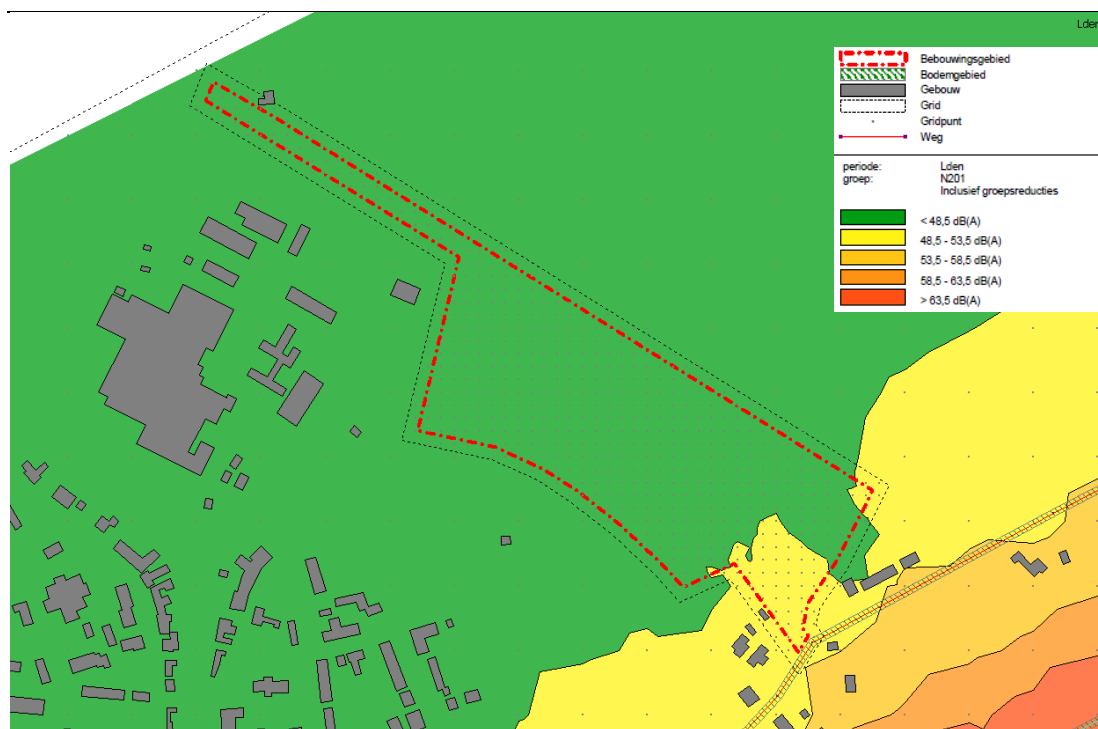 Lden
Bebouwingsgebied
Bodemgebied
Gebouw
Grid
Gridpunt
Weg
periode: Lden
groep: N201
Inclusief groepsreducties
< 48,5 dB(A)
48,5 - 53,5 dB(A)
53,5 - 58,5 dB(A)
58,5 - 63,5 dB(A)
> 63,5 dB(A)